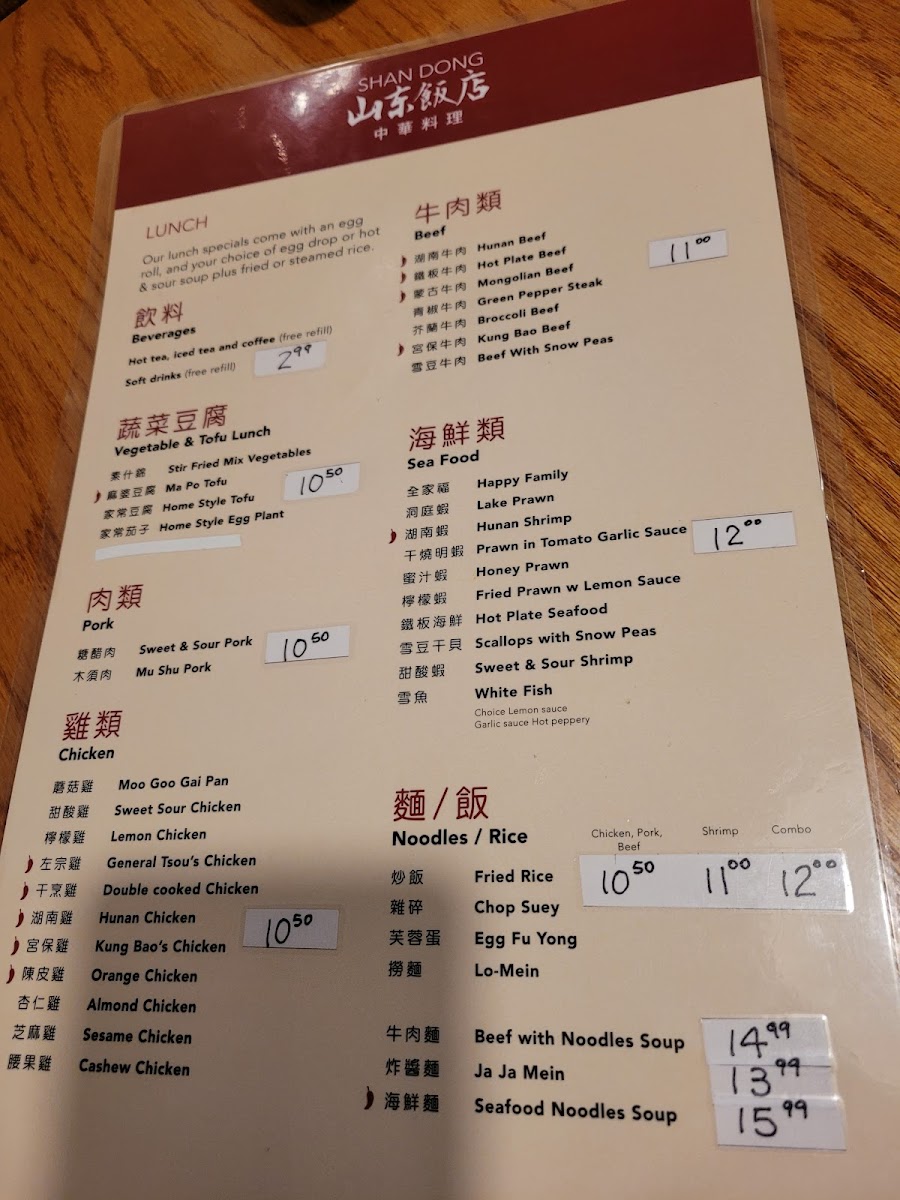 SHAN DONG
山东飯店
中華料理
LUNCH
Our lunch specials come with an egg
roll, and your choice of egg drop or hot
& sour soup plus fried or steamed rice.
飲料
Beverages
Hot tea, iced tea and coffee (free refill)
Soft drinks (free refill)
2.99
蔬菜豆腐
Vegetable & Tofu Lunch
素什錦 Stir Fried Mix Vegetables
麻婆豆腐 Ma Po Tofu
家常豆腐 Home Style Tofu
家常茄子 Home Style Egg Plant
10 50
肉類
Pork
糖醋肉 Sweet & Sour Pork
木須肉 Mu Shu Pork
10 50
雞類
Chicken
蘑菇雞 Moo Goo Gai Pan
甜酸雞 Sweet Sour Chicken
檸檬雞 Lemon Chicken
左宗雞 General Tsou's Chicken
干烹雞 Double cooked Chicken
湖南雞 Hunan Chicken
宮保雞 Kung Bao's Chicken
陳皮雞 Orange Chicken
杏仁雞 Almond Chicken
芝麻雞 Sesame Chicken
腰果雞 Cashew Chicken
10 50
牛肉類
Beef
湖南牛肉 Hunan Beef
鐵板牛肉 Hot Plate Beef
蒙古牛肉 Mongolian Beef
青椒牛肉 Green Pepper Steak
芥蘭牛肉 Broccoli Beef
宮保牛肉 Kung Bao Beef
雪豆牛肉 Beef With Snow Peas
11 00
海鮮類
Sea Food
全家福 Happy Family
洞庭蝦 Lake Prawn
湖南蝦 Hunan Shrimp
干燒明蝦 Prawn in Tomato Garlic Sauce
蜜汁蝦 Honey Prawn
檸檬蝦 Fried Prawn w Lemon Sauce
鐵板海鮮 Hot Plate Seafood
雪豆干貝 Scallops with Snow Peas
甜酸蝦 Sweet & Sour Shrimp
雪魚 White Fish
Choice Lemon sauce
Garlic sauce Hot peppery
12 00
麵/飯
Noodles / Rice
Chicken, Pork, Beef
Shrimp
Combo
炒飯 Fried Rice 10 50 11 00 12 00
雜碎 Chop Suey
芙蓉蛋 Egg Fu Yong
撈麵 Lo-Mein
牛肉麵 Beef with Noodles Soup 14 99
炸醬麵 Ja Ja Mein 13 99
海鮮麵 Seafood Noodles Soup 15 99